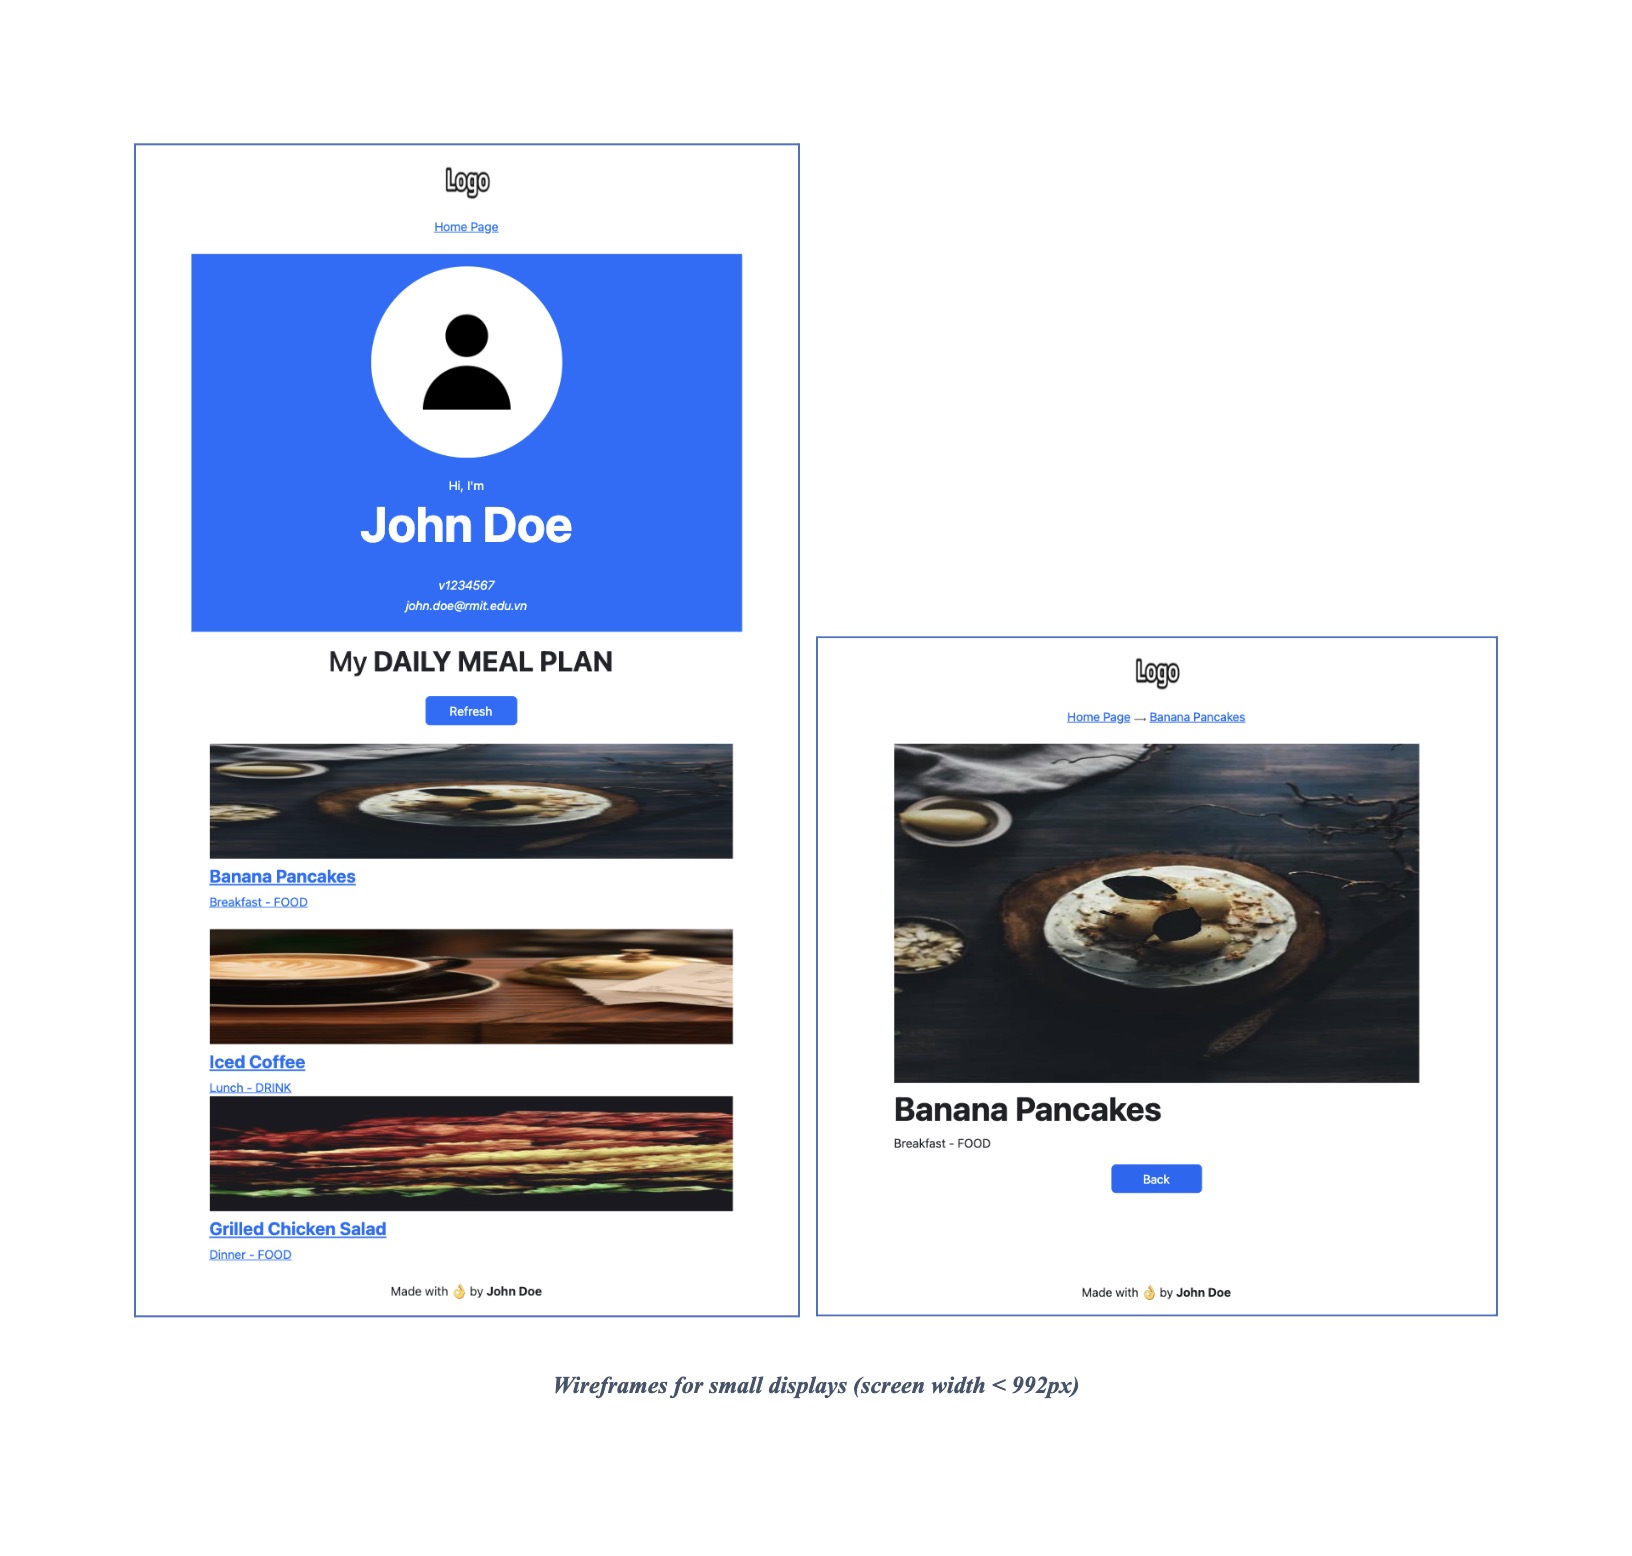 Logo
Home Page
Hi, I'm
John Doe
v1234567
john.doe@rmit.edu.vn
My DAILY MEAL PLAN
Refresh
Banana Pancakes
Breakfast - FOOD
Iced Coffee
Lunch - DRINK
Grilled Chicken Salad
Dinner - FOOD
Made with 👌 by John Doe
Logo
Home Page → Banana Pancakes
Banana Pancakes
Breakfast - FOOD
Back
Made with 👌 by John Doe
Wireframes for small displays (screen width < 992px)